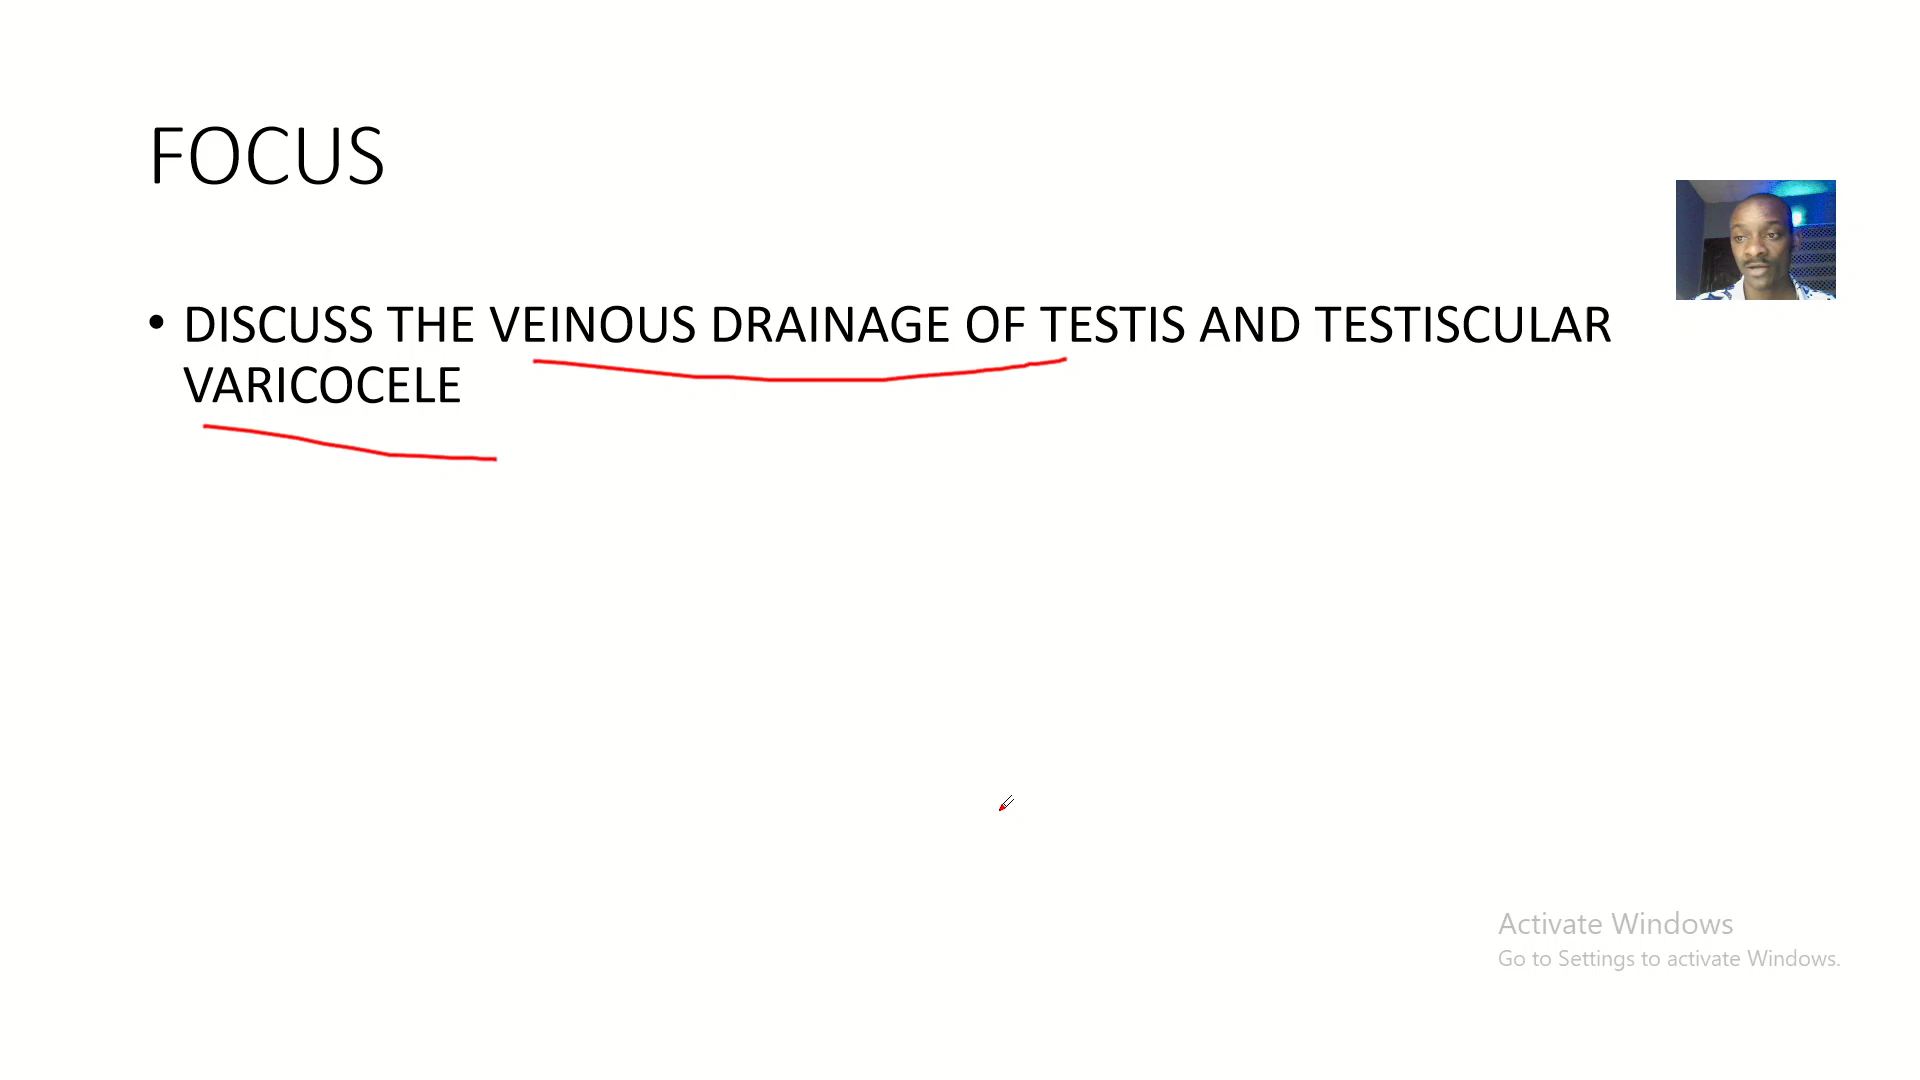 FOCUS
• DISCUSS THE VEINOUS DRAINAGE OF TESTIS AND TESTISCULAR
VARICOCELE
Activate Windows
Go to Settings to activate Windows.